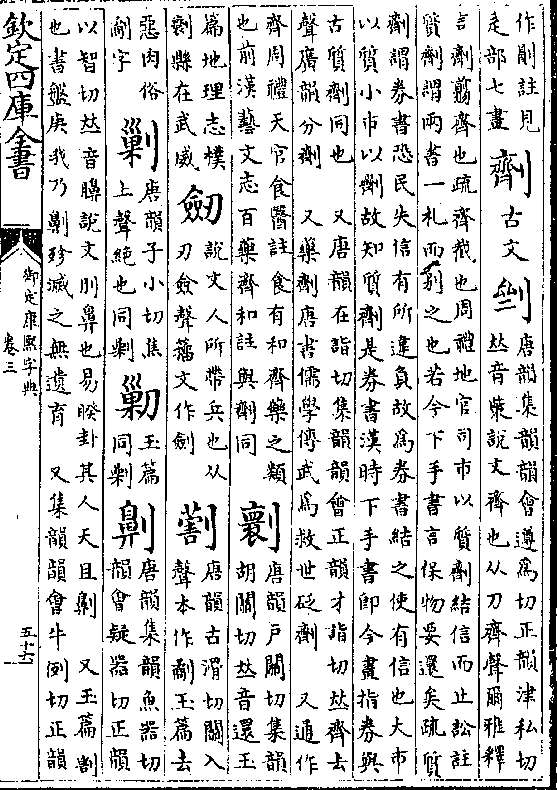 作剮註見
走部七畫
劑 古文
唐韻集韻韻會遵爲切正韻津私切
𠀤音說文齊也从刀齊聲爾雅釋
言劑翦齊也疏齊截也周禮地官司市以質劑結信而止訟註
質劑謂兩書一札而別之也若今下手書言保物要還矣疏質
劑謂券書恐民失信有所違負故爲券書結之使有信也大市
以質小市以劑故知質劑是券書漢時下手書卽今畫指券與
古質劑同也 又唐韻在詣切集韻韻會正韻才詣切𠀤齊去
聲廣韻分劑 又藥劑唐書儒學傳武爲救世砭劑 又通作
齊周禮天官食醫註食有和齊藥之類
也前漢藝文志百藥齊和註與劑同
唐韻戶關切集韻
胡關切𠀤音還玉
篇地理志樸
縣在武威
劒
說文人所帶兵也从
刃僉聲籒文作劍
劀
唐韻古滑切關入
聲本作玉篇去
惡肉俗
剮字
剿
唐韻子小切焦
上聲絕也同剿
勦
玉篇
同剿
劓
唐韻集韻魚器切
韻會疑器切正韻
以智切𠀤音臲說文刖鼻也易睽卦其人天且劓 又玉篇割
也書盤庚我乃劓殄滅之無遺育 又集韻韻會牛例切正韻
欽定四庫全書
御定康熙字典
卷三
五十六